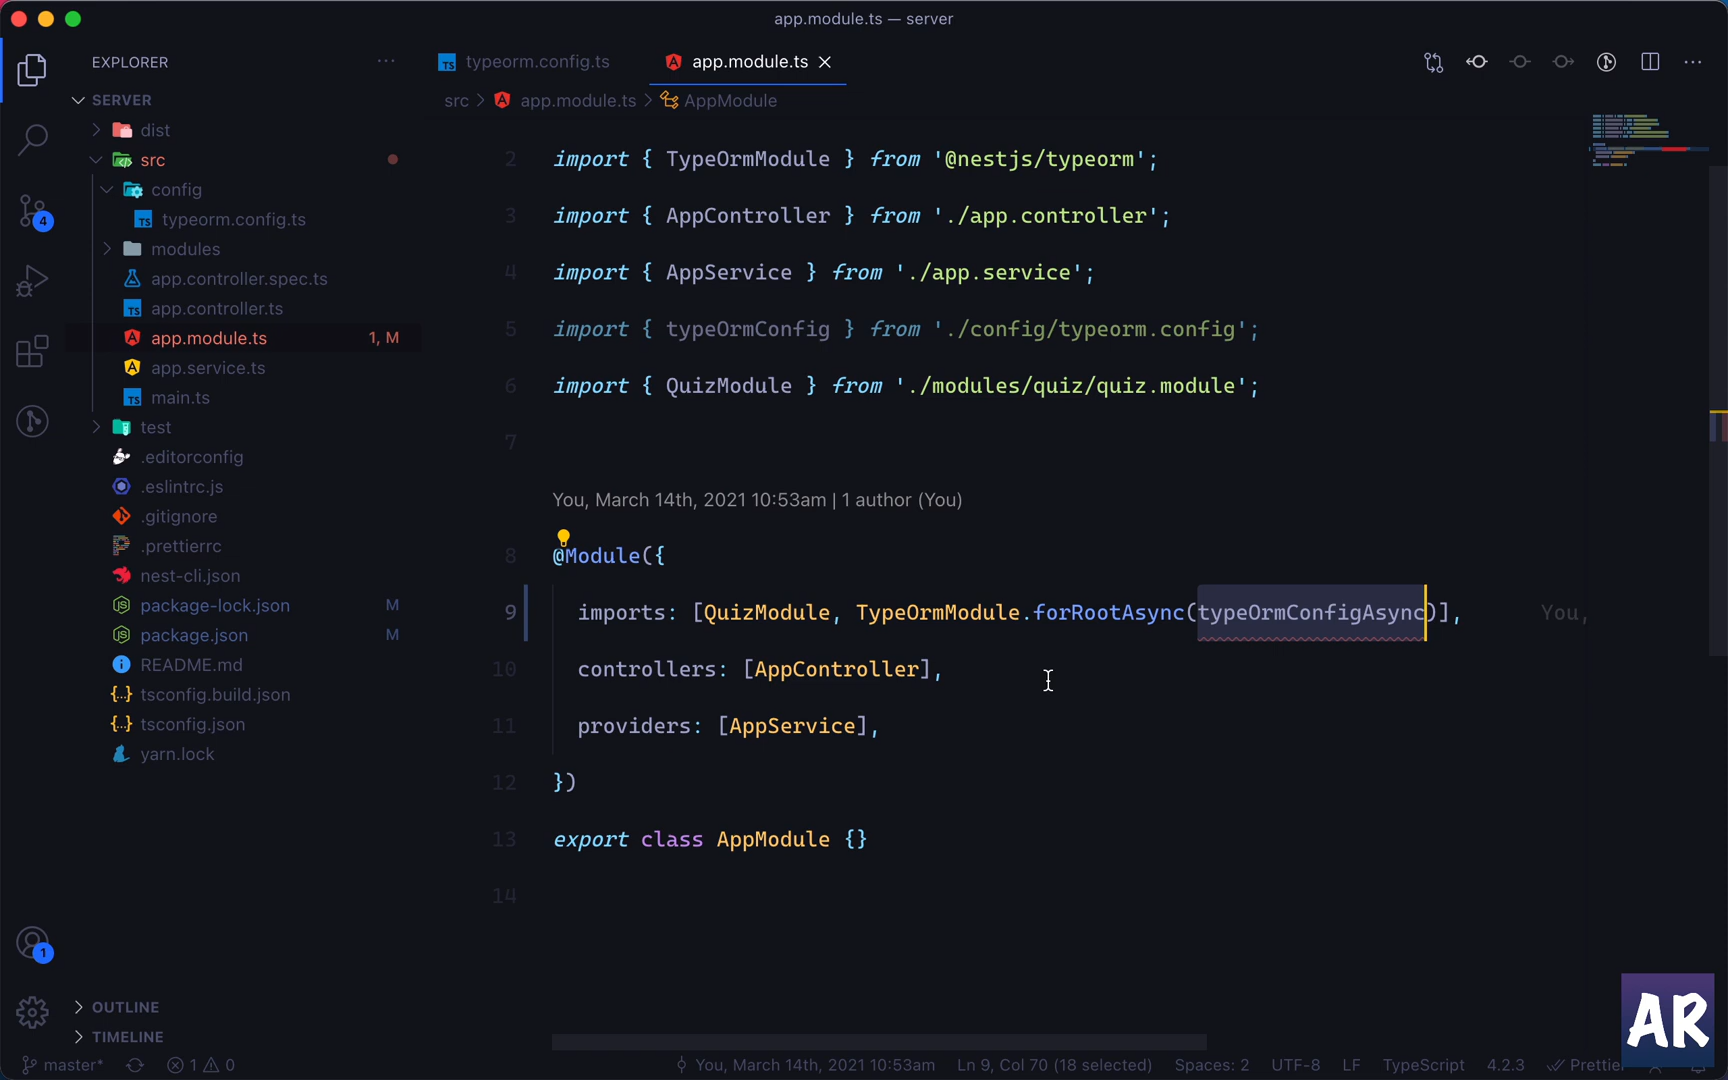 app.module.ts — server
EXPLORER
typeorm.config.ts
app.module.ts
SERVER
src > app.module.ts > AppModule
dist
src
config
typeorm.config.ts
modules
app.controller.spec.ts
app.controller.ts
app.module.ts 1, M
app.service.ts
main.ts
test
.editorconfig
.eslintrc.js
.gitignore
.prettierrc
nest-cli.json
package-lock.json M
package.json M
README.md
tsconfig.build.json
tsconfig.json
yarn.lock
OUTLINE
TIMELINE
4
1
2 import { TypeOrmModule } from '@nestjs/typeorm';
3 import { AppController } from './app.controller';
4 import { AppService } from './app.service';
5 import { typeOrmConfig } from './config/typeorm.config';
6 import { QuizModule } from './modules/quiz/quiz.module';
7
You, March 14th, 2021 10:53am | 1 author (You)
8 @Module({
9 imports: [QuizModule, TypeOrmModule.forRootAsync(typeOrmConfigAsync)], You,
10 controllers: [AppController],
11 providers: [AppService],
12 })
13 export class AppModule {}
14
AR
master* 1 0 You, March 14th, 2021 10:53am Ln 9, Col 70 (18 selected) Spaces: 2 UTF-8 LF TypeScript 4.2.3